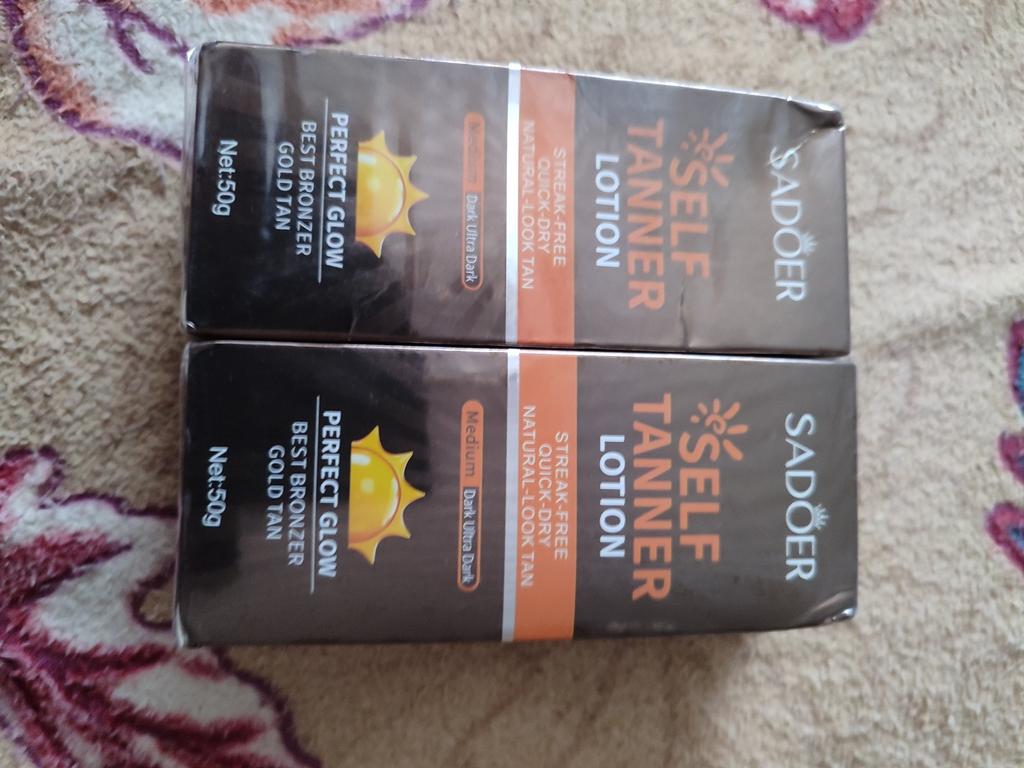 SADOER
SELF
TANNER
LOTION
STREAK-FREE
QUICK-DRY
NATURAL-LOOK TAN
Medium Dark Ultra Dark
PERFECT GLOW
BEST BRONZER
GOLD TAN
Net:50g
SADOER
SELF
TANNER
LOTION
STREAK-FREE
QUICK-DRY
NATURAL-LOOK TAN
Medium Dark Ultra Dark
PERFECT GLOW
BEST BRONZER
GOLD TAN
Net:50g